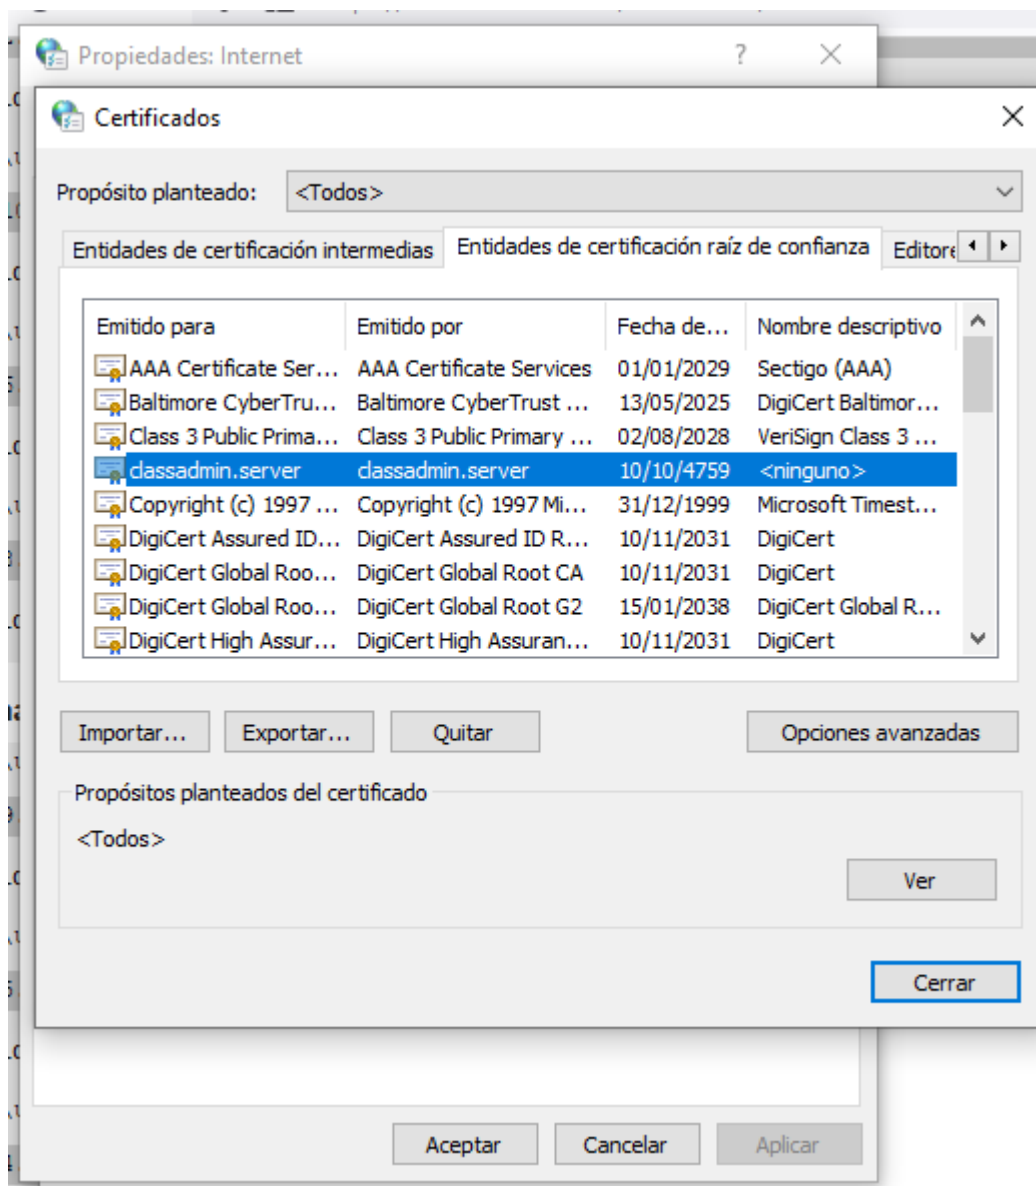 Propiedades: Internet ?
Certificados
Propósito planteado: <Todos>
Entidades de certificación intermedias Entidades de certificación raíz de confianza Editore
Emitido para Emitido por Fecha de... Nombre descriptivo
AAA Certificate Ser... AAA Certificate Services 01/01/2029 Sectigo (AAA)
Baltimore CyberTru... Baltimore CyberTrust ... 13/05/2025 DigiCert Baltimor...
Class 3 Public Prima... Class 3 Public Primary ... 02/08/2028 VeriSign Class 3 ...
classadmin.server classadmin.server 10/10/4759 <ninguno>
Copyright (c) 1997 ... Copyright (c) 1997 Mi... 31/12/1999 Microsoft Timest...
DigiCert Assured ID... DigiCert Assured ID R... 10/11/2031 DigiCert
DigiCert Global Roo... DigiCert Global Root CA 10/11/2031 DigiCert
DigiCert Global Roo... DigiCert Global Root G2 15/01/2038 DigiCert Global R...
DigiCert High Assur... DigiCert High Assuran... 10/11/2031 DigiCert
Importar... Exportar... Quitar Opciones avanzadas
Propósitos planteados del certificado
<Todos>
Ver
Cerrar
Aceptar Cancelar Aplicar